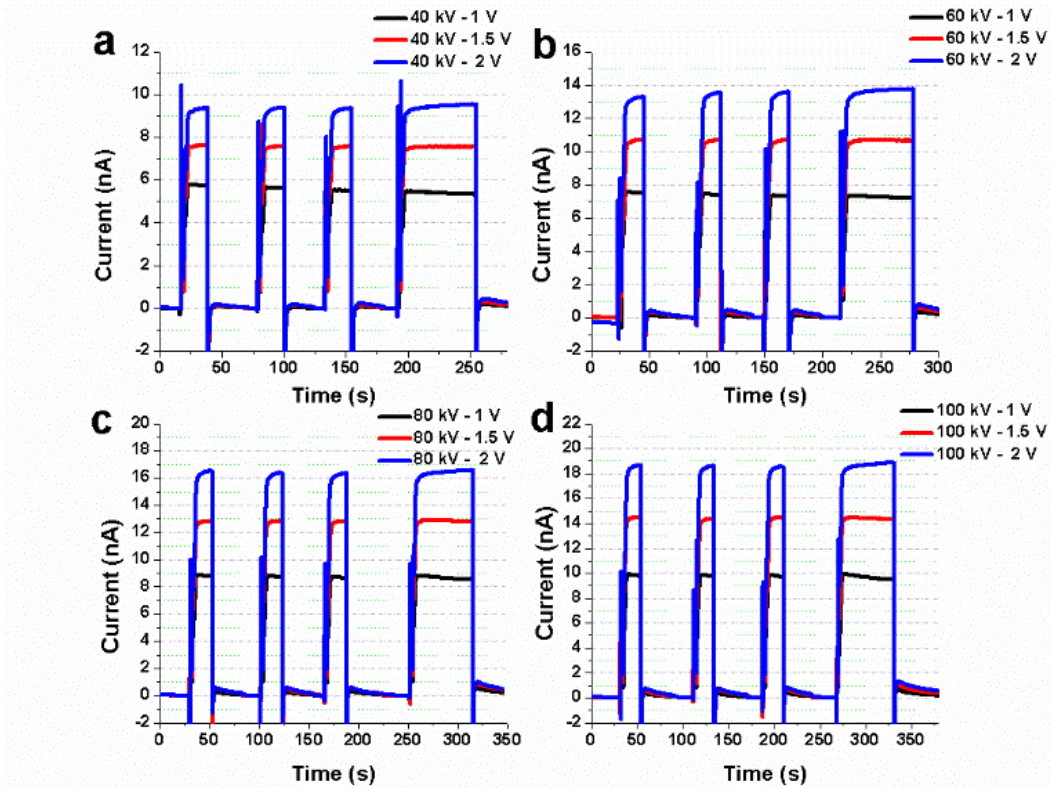 a
40 kV - 1 V
40 kV - 1.5 V
40 kV - 2 V
12
10
8
6
4
2
0
-2
Current (nA)
0 50 100 150 200 250
Time (s)
b
60 kV - 1 V
60 kV - 1.5 V
60 kV - 2 V
16
14
12
10
8
6
4
2
0
-2
Current (nA)
0 50 100 150 200 250 300
Time (s)
c
80 kV - 1 V
80 kV - 1.5 V
80 kV - 2 V
20
18
16
14
12
10
8
6
4
2
0
-2
Current (nA)
0 50 100 150 200 250 300 350
Time (s)
d
100 kV - 1 V
100 kV - 1.5 V
100 kV - 2 V
22
20
18
16
14
12
10
8
6
4
2
0
-2
Current (nA)
0 50 100 150 200 250 300 350
Time (s)